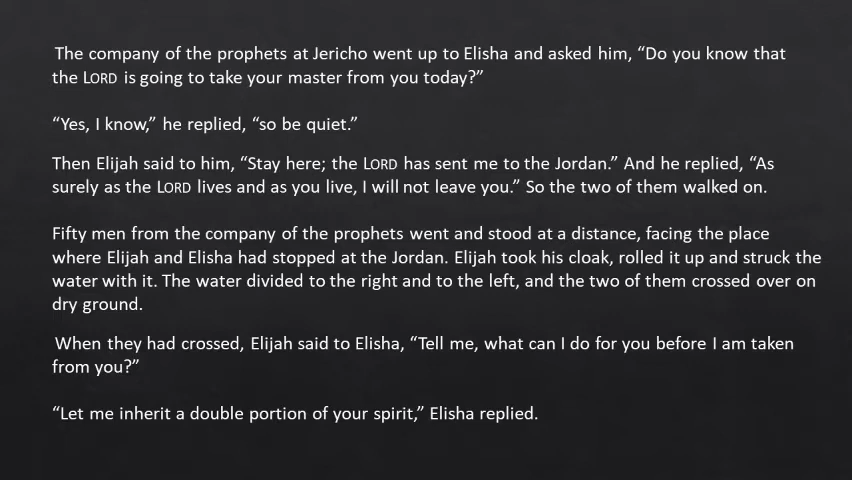 The company of the prophets at Jericho went up to Elisha and asked him, “Do you know that
the LORD is going to take your master from you today?”
“Yes, I know,” he replied, “so be quiet.”
Then Elijah said to him, “Stay here; the LORD has sent me to the Jordan.” And he replied, “As
surely as the LORD lives and as you live, I will not leave you.” So the two of them walked on.
Fifty men from the company of the prophets went and stood at a distance, facing the place
where Elijah and Elisha had stopped at the Jordan. Elijah took his cloak, rolled it up and struck the
water with it. The water divided to the right and to the left, and the two of them crossed over on
dry ground.
When they had crossed, Elijah said to Elisha, “Tell me, what can I do for you before I am taken
from you?”
“Let me inherit a double portion of your spirit,” Elisha replied.